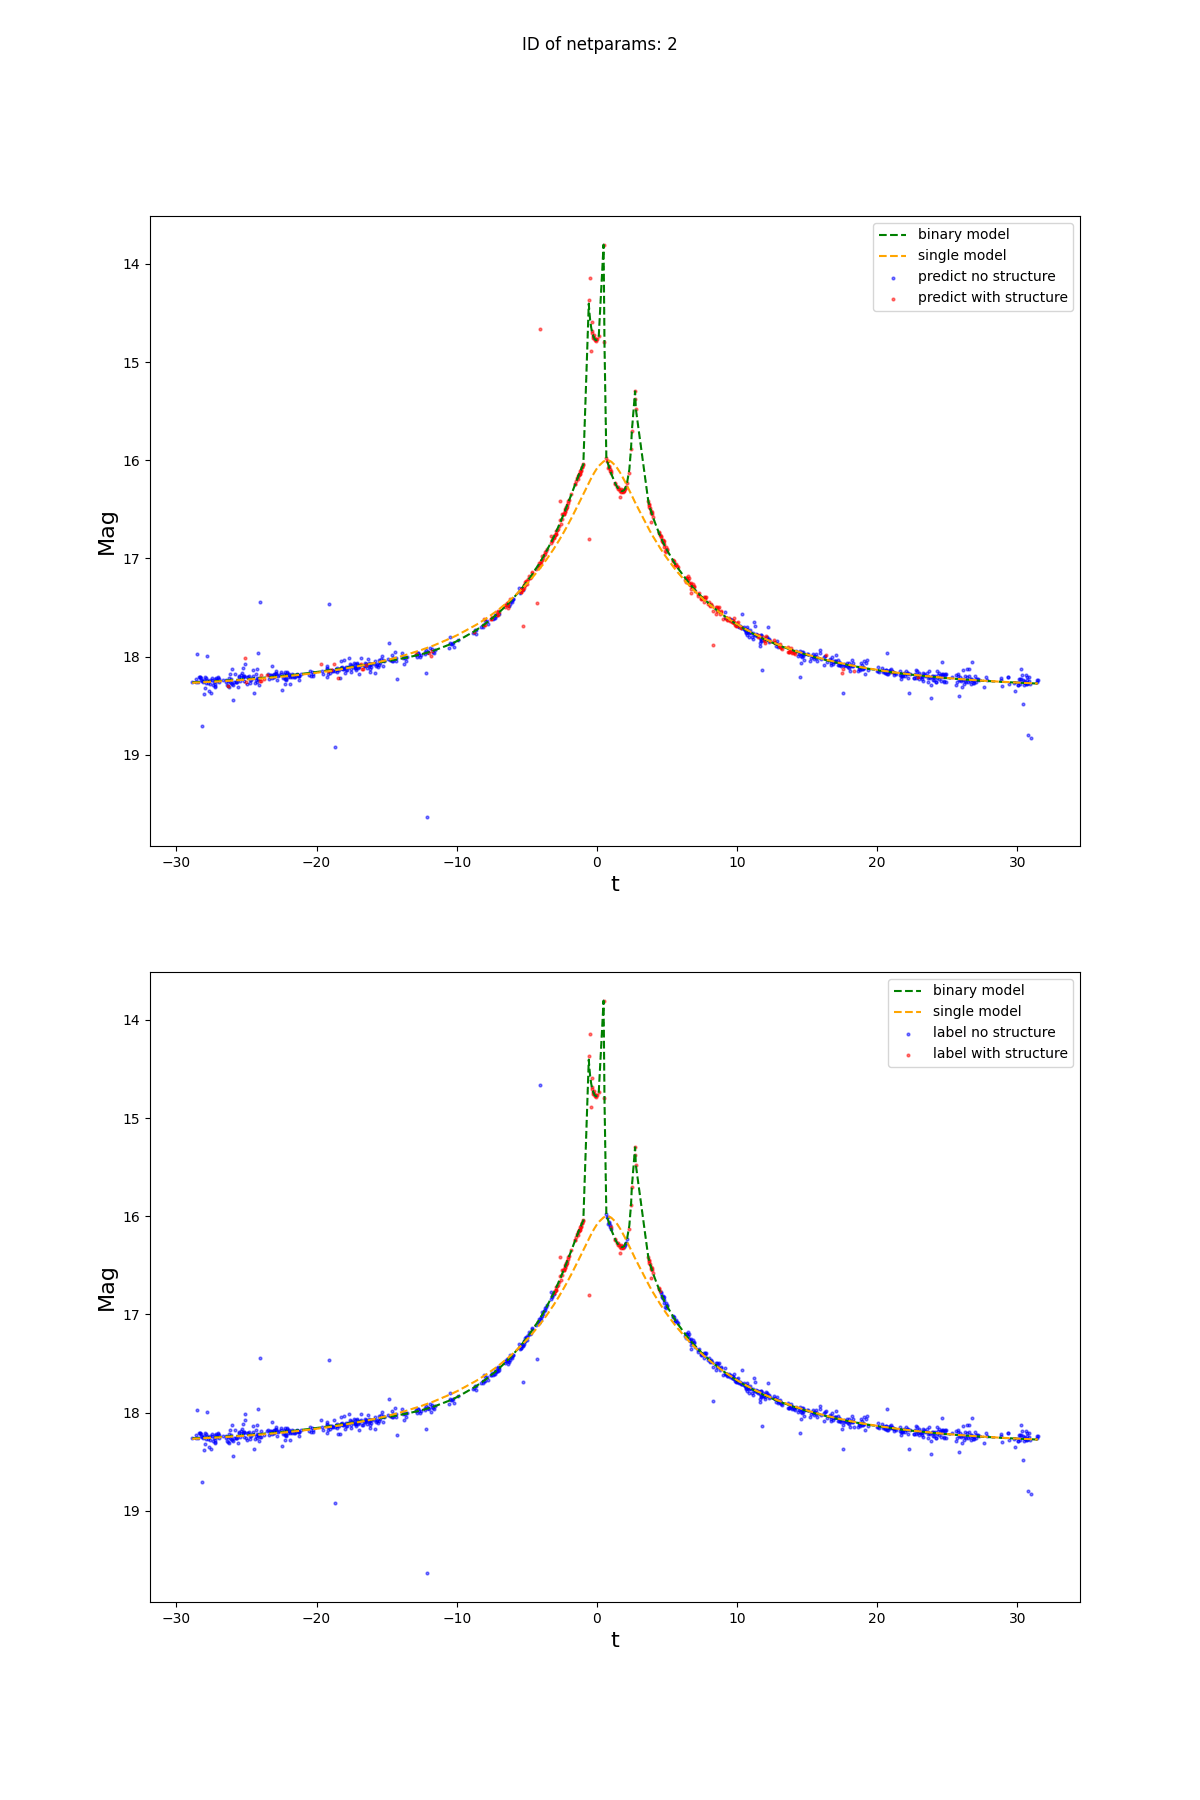 ID of netparams: 2
binary model
single model
predict no structure
predict with structure
14
15
16
17
18
19
Mag
−30 −20 −10 0 10 20 30
t
binary model
single model
label no structure
label with structure
14
15
16
17
18
19
Mag
−30 −20 −10 0 10 20 30
t